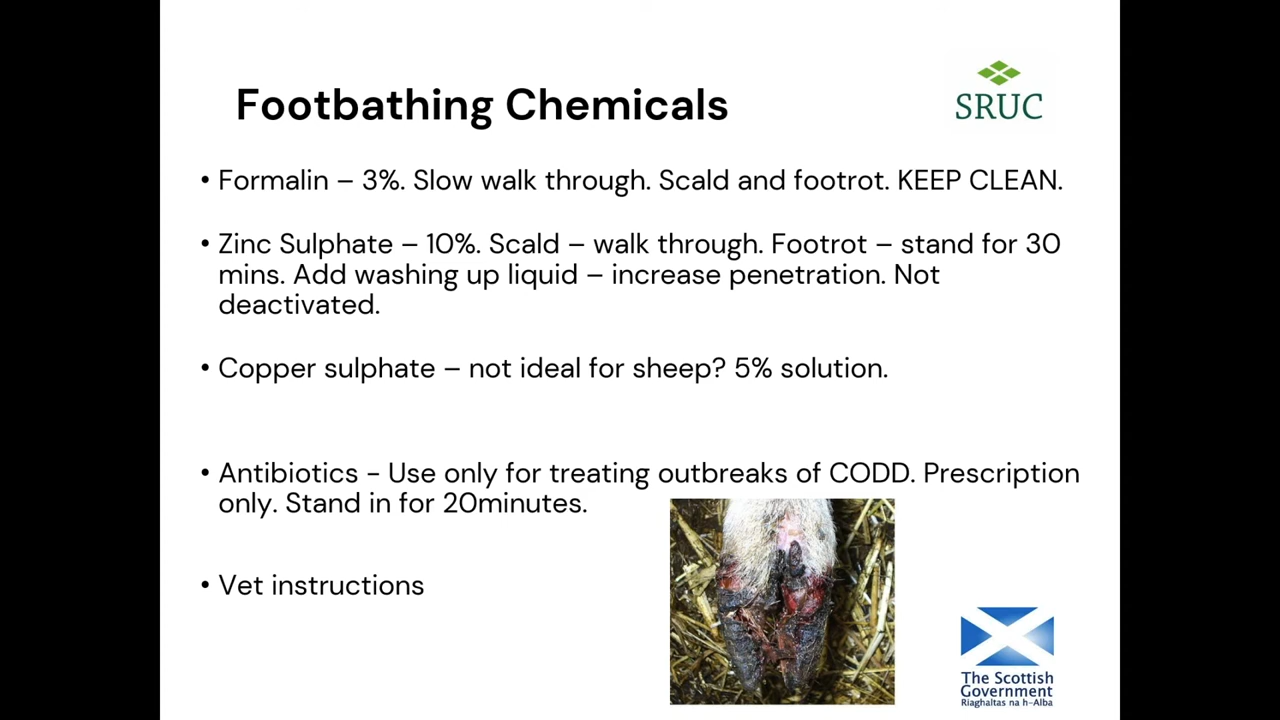 Footbathing Chemicals
SRUC
• Formalin – 3%. Slow walk through. Scald and footrot. KEEP CLEAN.
• Zinc Sulphate – 10%. Scald – walk through. Footrot – stand for 30
mins. Add washing up liquid – increase penetration. Not
deactivated.
• Copper sulphate – not ideal for sheep? 5% solution.
• Antibiotics - Use only for treating outbreaks of CODD. Prescription
only. Stand in for 20minutes.
• Vet instructions
The Scottish
Government
Riaghaltas na h-Alba